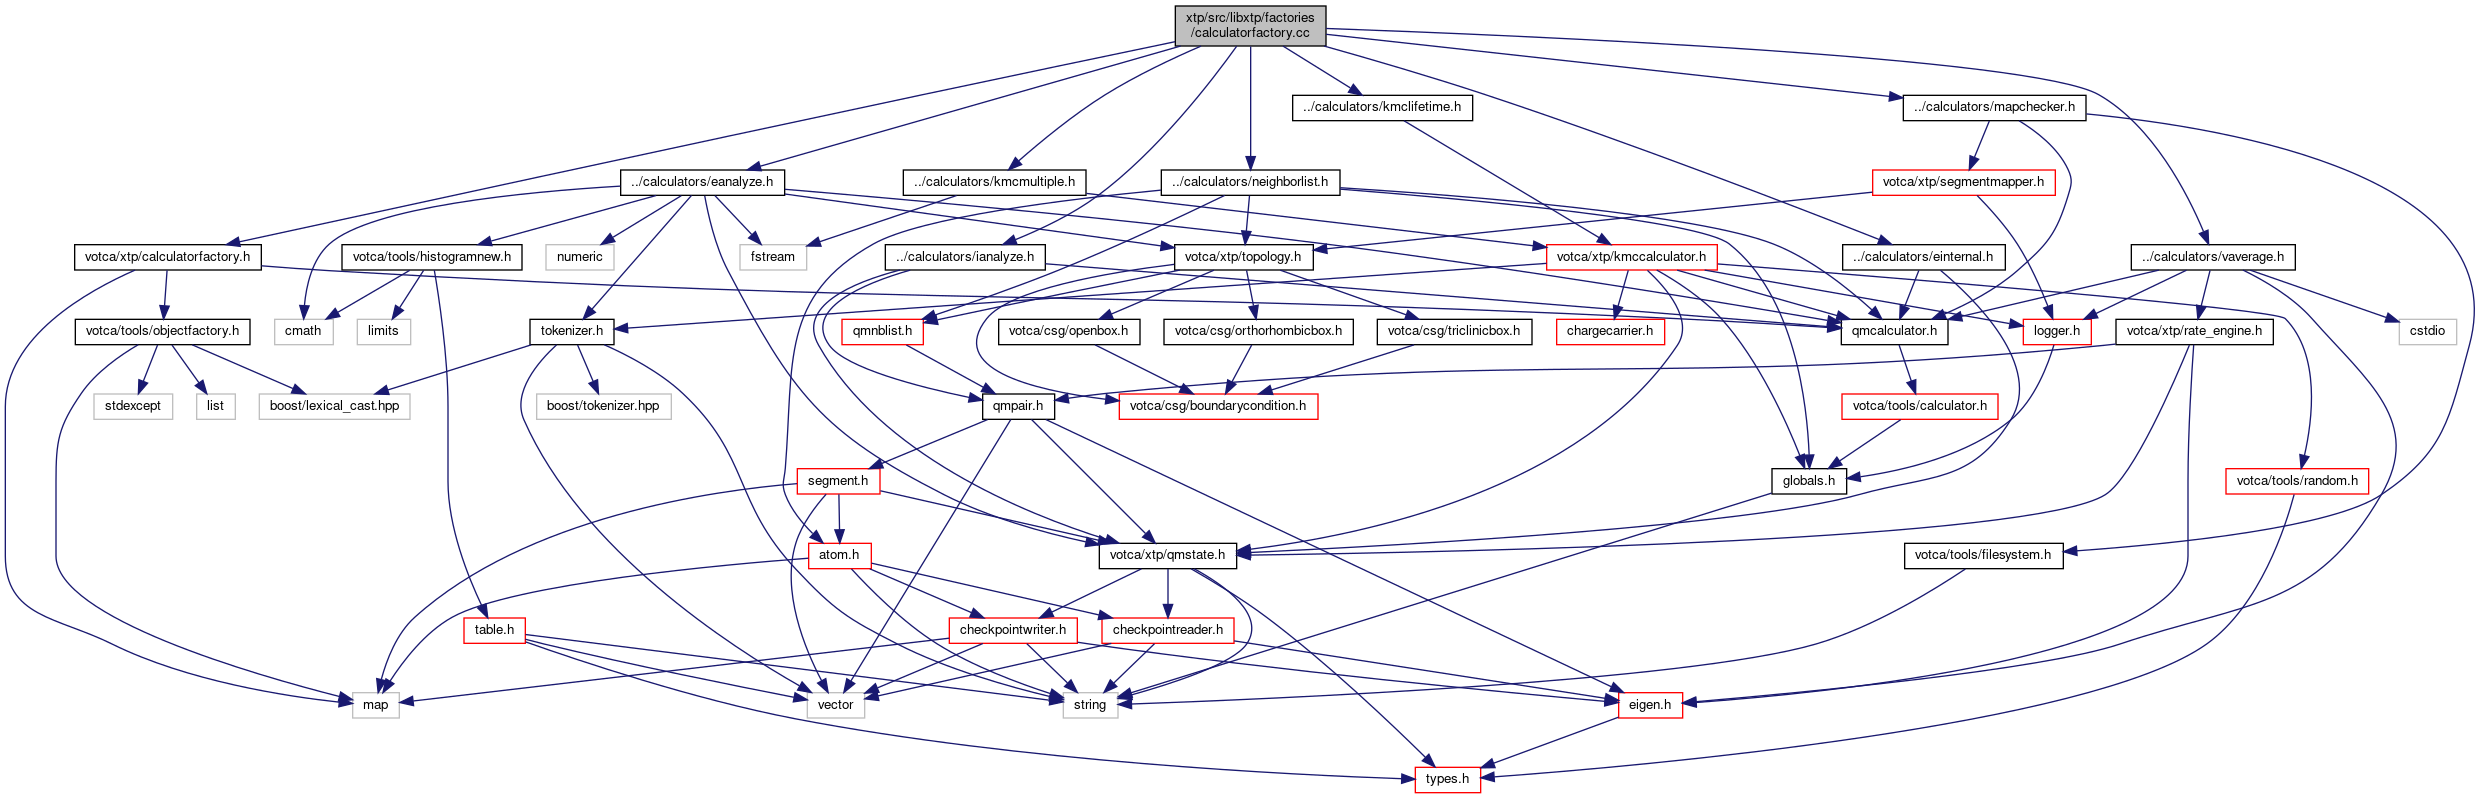 xtp/src/libxtp/factories
/calculatorfactory.cc
../calculators/kmclifetime.h
../calculators/mapchecker.h
../calculators/eanalyze.h
../calculators/kmcmultiple.h
../calculators/neighborlist.h
votca/xtp/segmentmapper.h
votca/xtp/calculatorfactory.h
votca/tools/histogramnew.h
numeric
fstream
../calculators/ianalyze.h
votca/xtp/topology.h
votca/xtp/kmccalculator.h
../calculators/einternal.h
../calculators/vaverage.h
votca/tools/objectfactory.h
cmath
limits
tokenizer.h
qmnblist.h
votca/csg/openbox.h
votca/csg/orthorhombicbox.h
votca/csg/triclinicbox.h
chargecarrier.h
qmcalculator.h
logger.h
votca/xtp/rate_engine.h
cstdio
stdexcept
list
boost/lexical_cast.hpp
boost/tokenizer.hpp
qmpair.h
votca/csg/boundarycondition.h
votca/tools/calculator.h
segment.h
globals.h
votca/tools/random.h
atom.h
votca/xtp/qmstate.h
votca/tools/filesystem.h
table.h
checkpointwriter.h
checkpointreader.h
map
vector
string
eigen.h
types.h